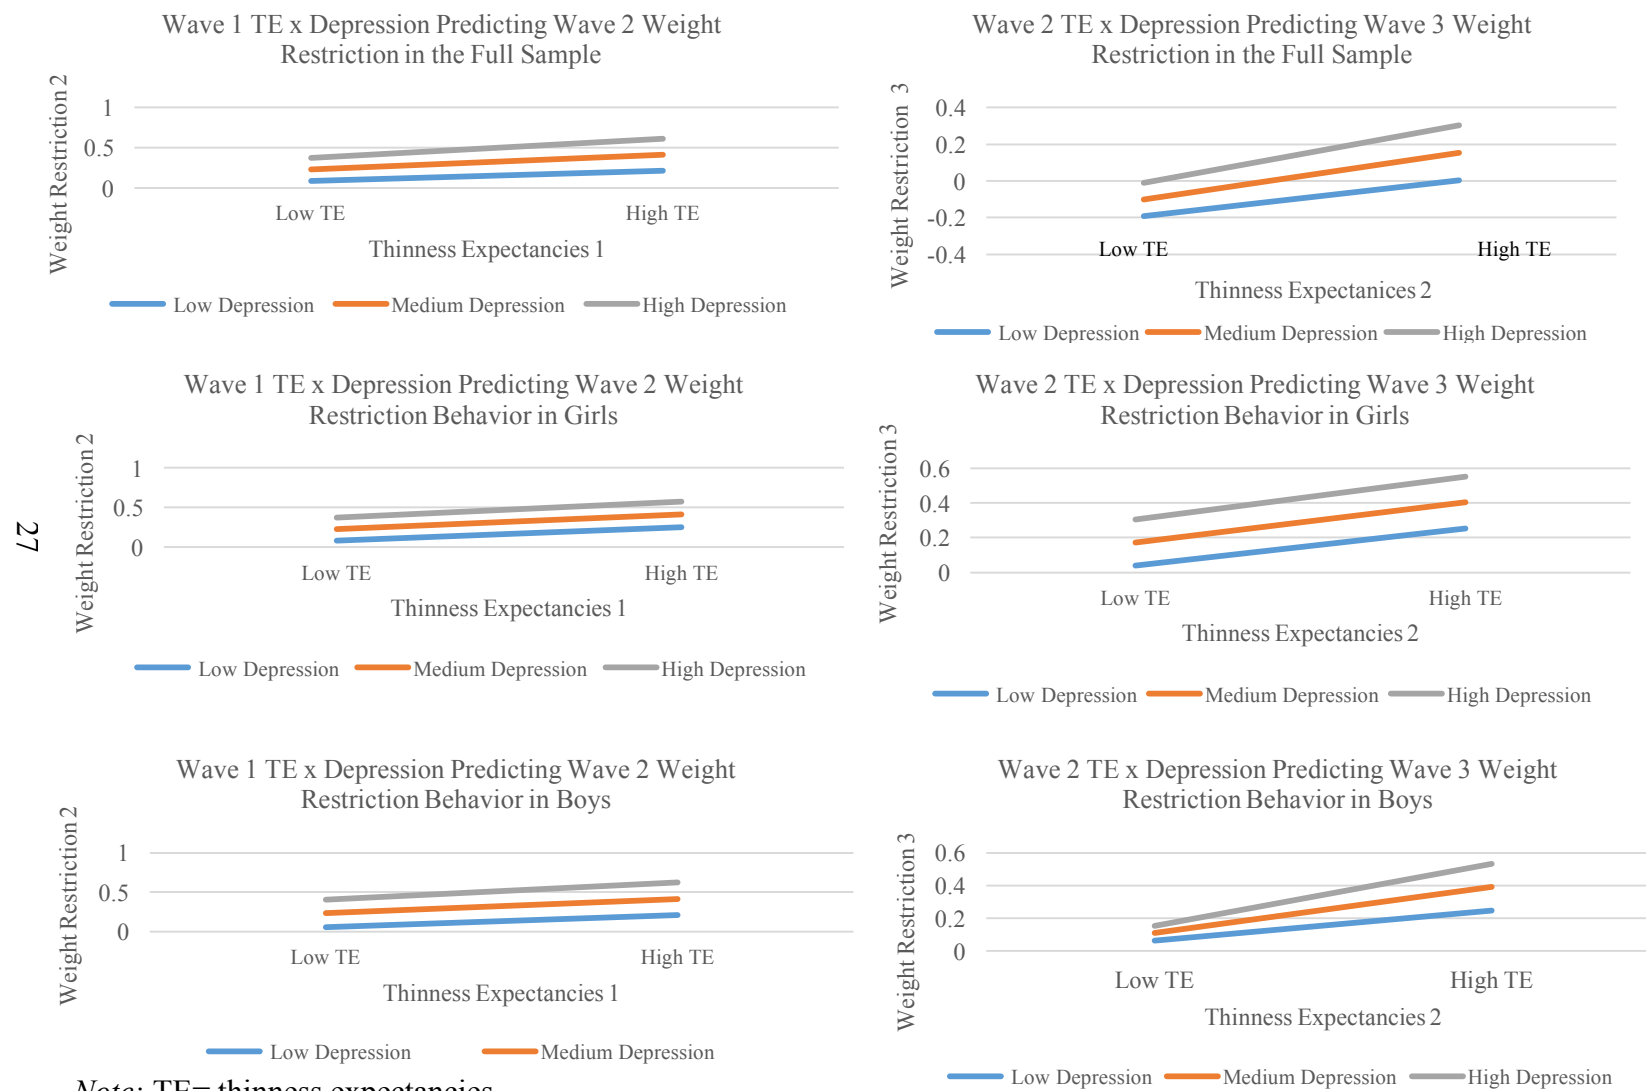 Wave 1 TE x Depression Predicting Wave 2 Weight
Restriction in the Full Sample
Weight Restriction 2
1
0.5
0
Low TE
High TE
Thinness Expectancies 1
Low Depression
Medium Depression
High Depression
Wave 2 TE x Depression Predicting Wave 3 Weight
Restriction in the Full Sample
Weight Restriction 3
0.4
0.2
0
-0.2
-0.4
Low TE
High TE
Thinness Expectanices 2
Low Depression
Medium Depression
High Depression
Wave 1 TE x Depression Predicting Wave 2 Weight
Restriction Behavior in Girls
Weight Restriction 2
1
0.5
0
Low TE
High TE
Thinness Expectancies 1
Low Depression
Medium Depression
High Depression
Wave 2 TE x Depression Predicting Wave 3 Weight
Restriction Behavior in Girls
Weight Restriction 3
0.6
0.4
0.2
0
Low TE
High TE
Thinness Expectancies 2
Low Depression
Medium Depression
High Depression
27
Wave 1 TE x Depression Predicting Wave 2 Weight
Restriction Behavior in Boys
Weight Restriction 2
1
0.5
0
Low TE
High TE
Thinness Expectancies 1
Low Depression
Medium Depression
Wave 2 TE x Depression Predicting Wave 3 Weight
Restriction Behavior in Boys
Weight Restriction 3
0.6
0.4
0.2
0
Low TE
High TE
Thinness Expectancies 2
Low Depression
Medium Depression
High Depression
Note: TE= thinness expectancies